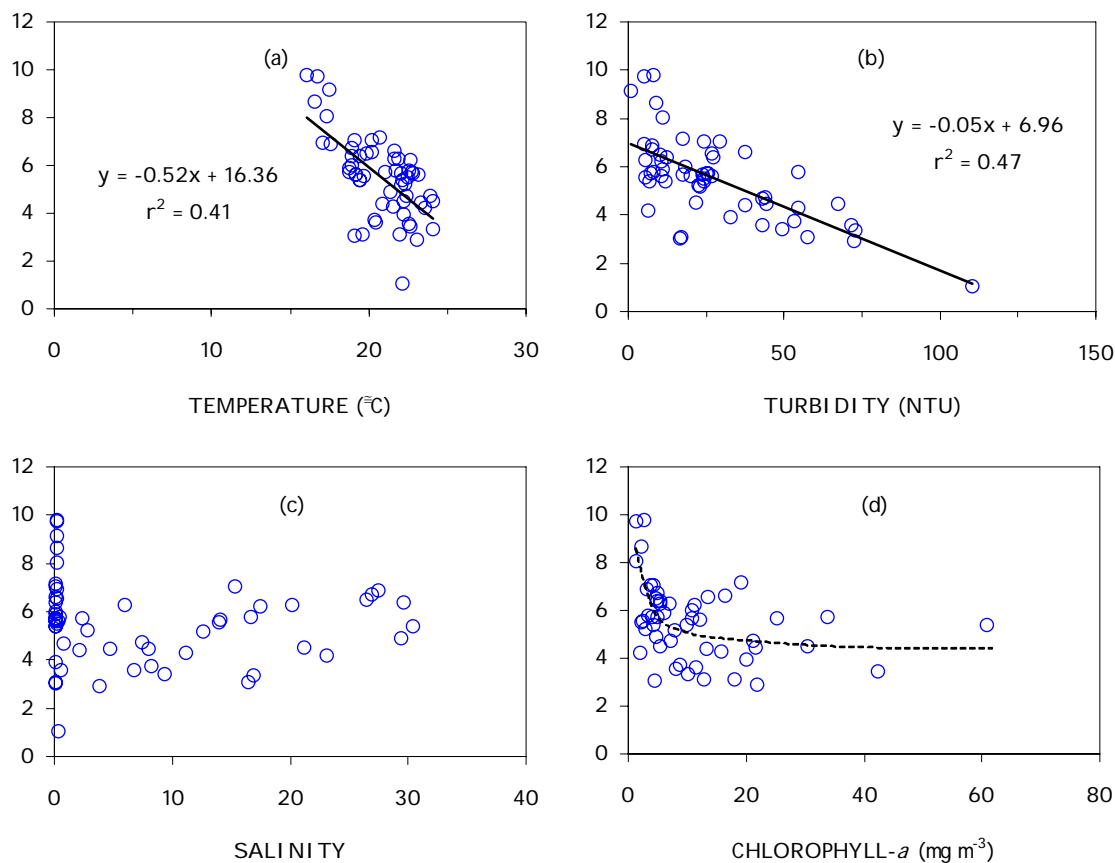 12
10
8
6
4
2
0
(a)
y = -0.52x + 16.36
r² = 0.41
0 10 20 30
TEMPERATURE (≅C)
12
10
8
6
4
2
0
(b)
y = -0.05x + 6.96
r² = 0.47
0 50 100 150
TURBIDITY (NTU)
12
10
8
6
4
2
0
(c)
0 10 20 30 40
SALINITY
12
10
8
6
4
2
0
(d)
0 20 40 60 80
CHLOROPHYLL-a (mg m⁻³)